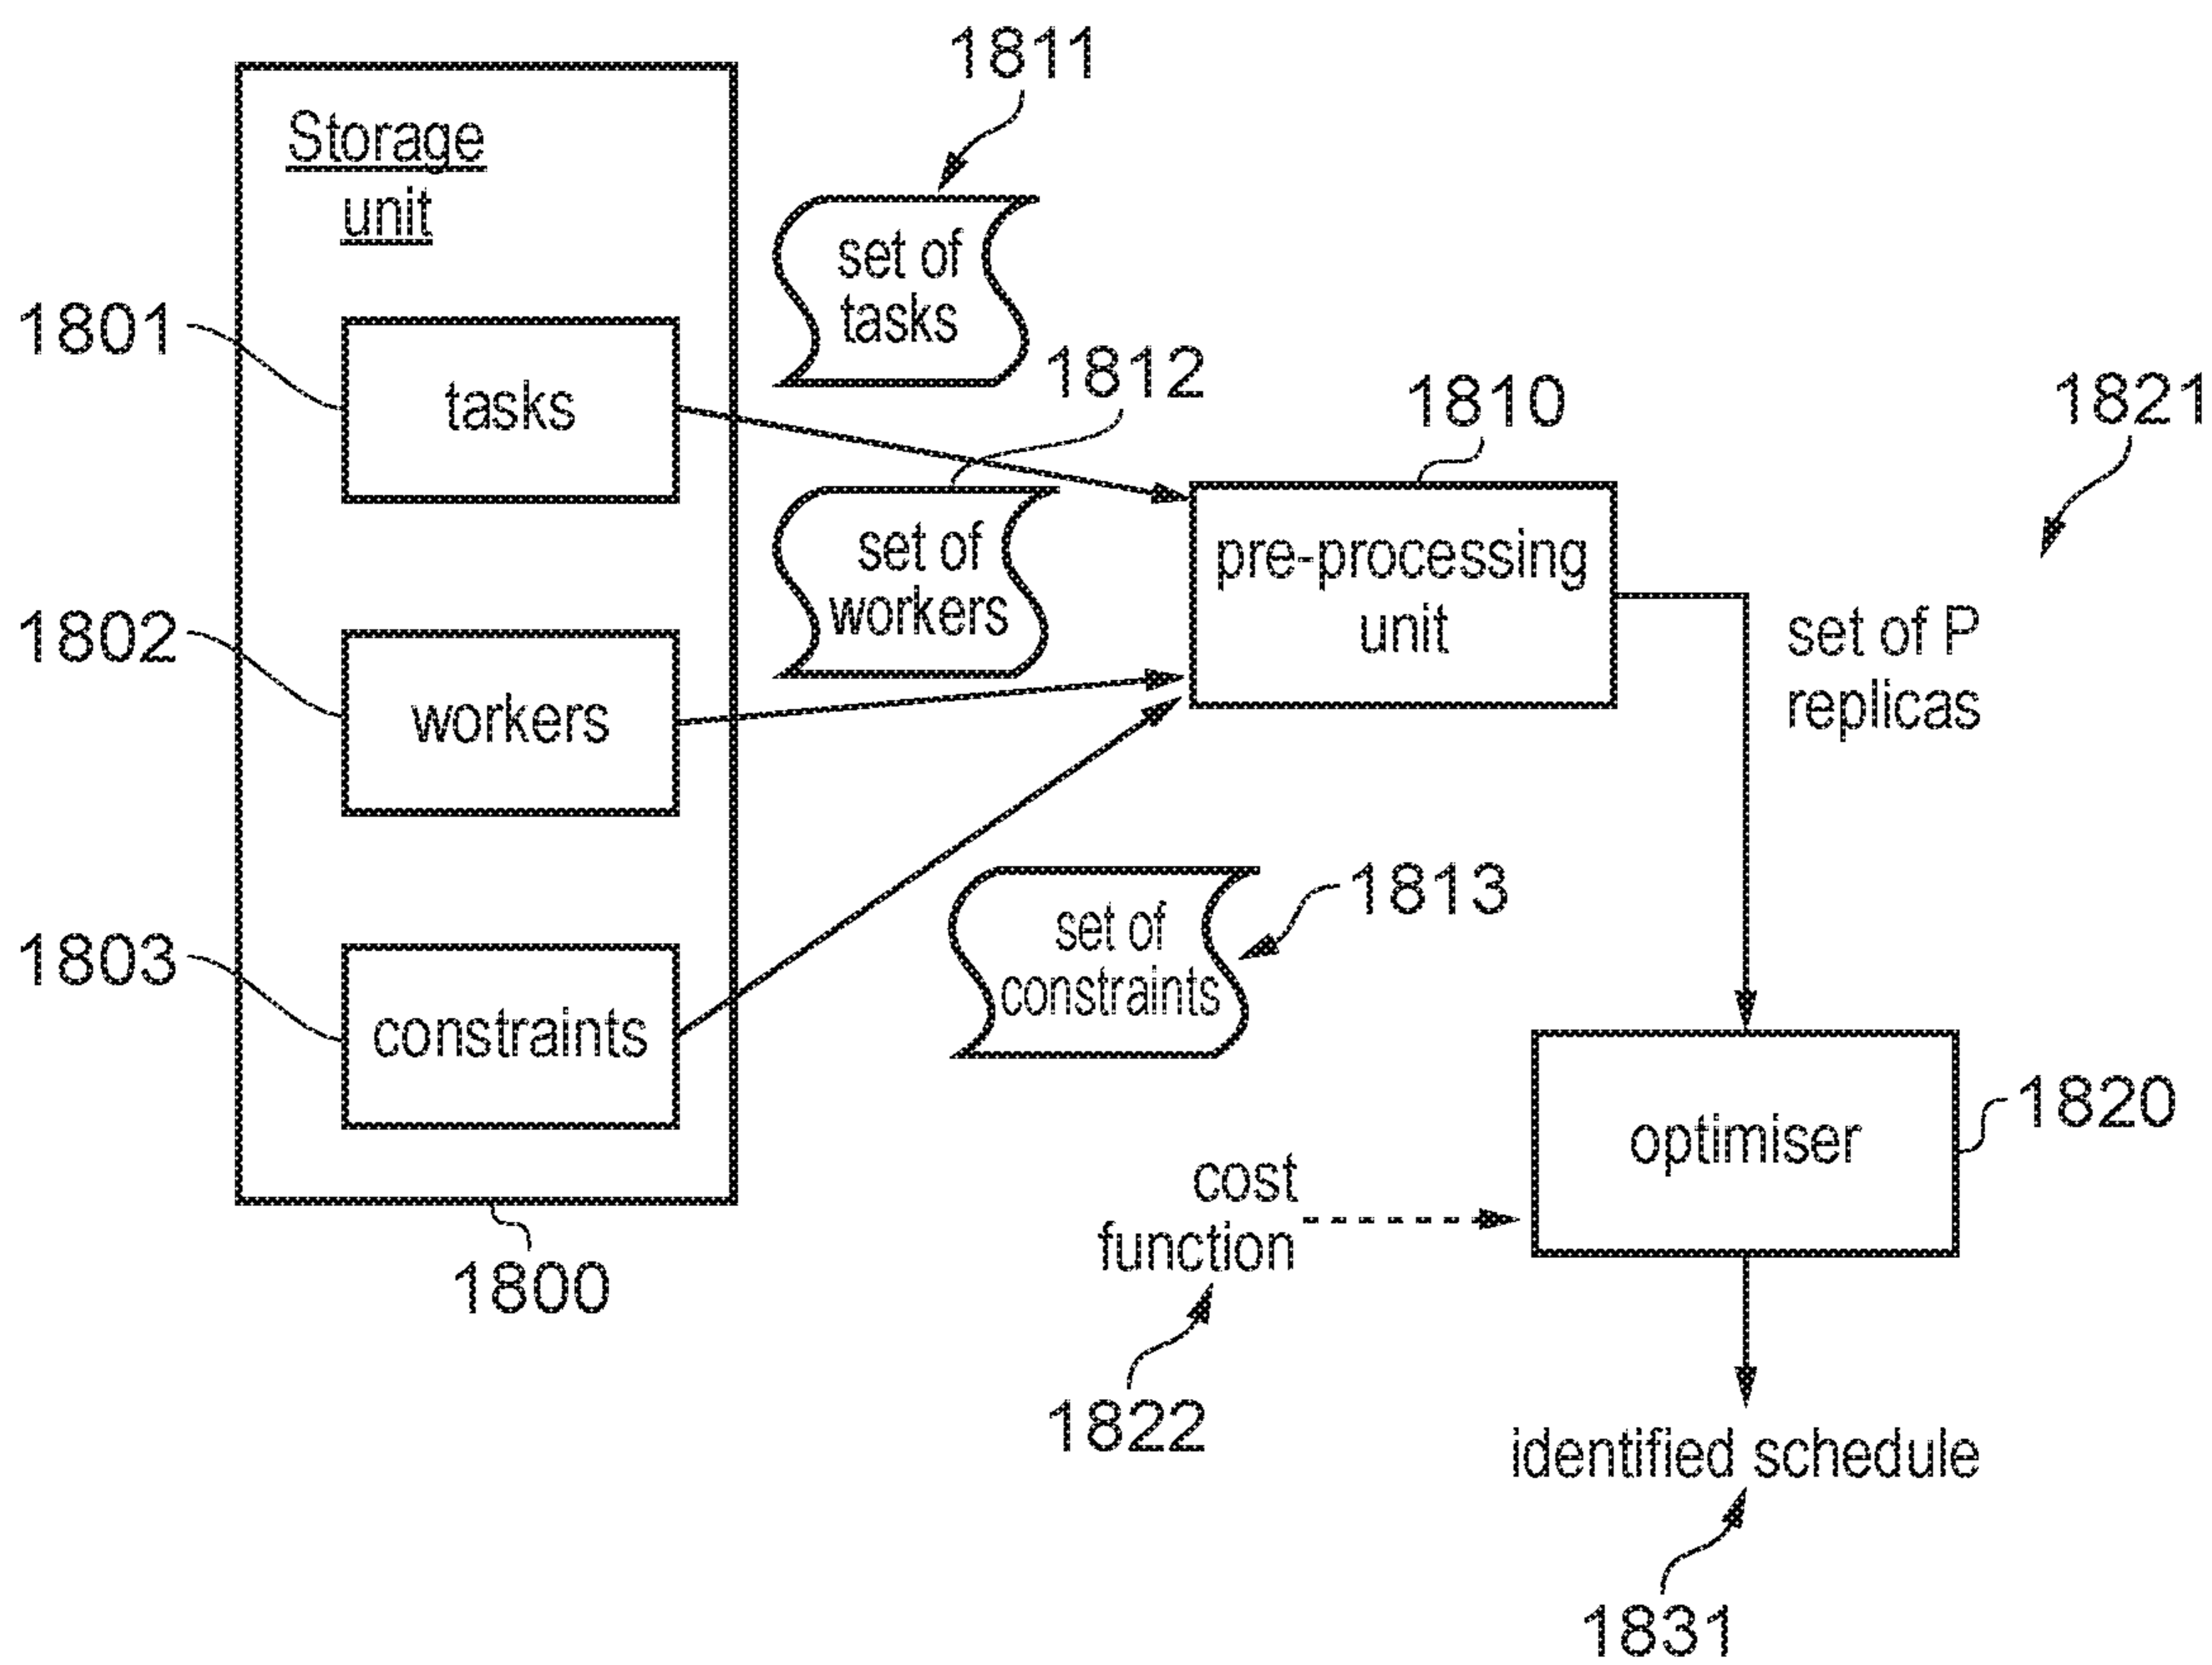 1811
Storage
unit
set of
tasks
1801
tasks
1812
1810
1821
set of
workers
pre-processing
unit
set of P
replicas
1802
workers
1813
set of
constraints
1803
constraints
1820
optimiser
cost
function
1800
1822
identified schedule
1831